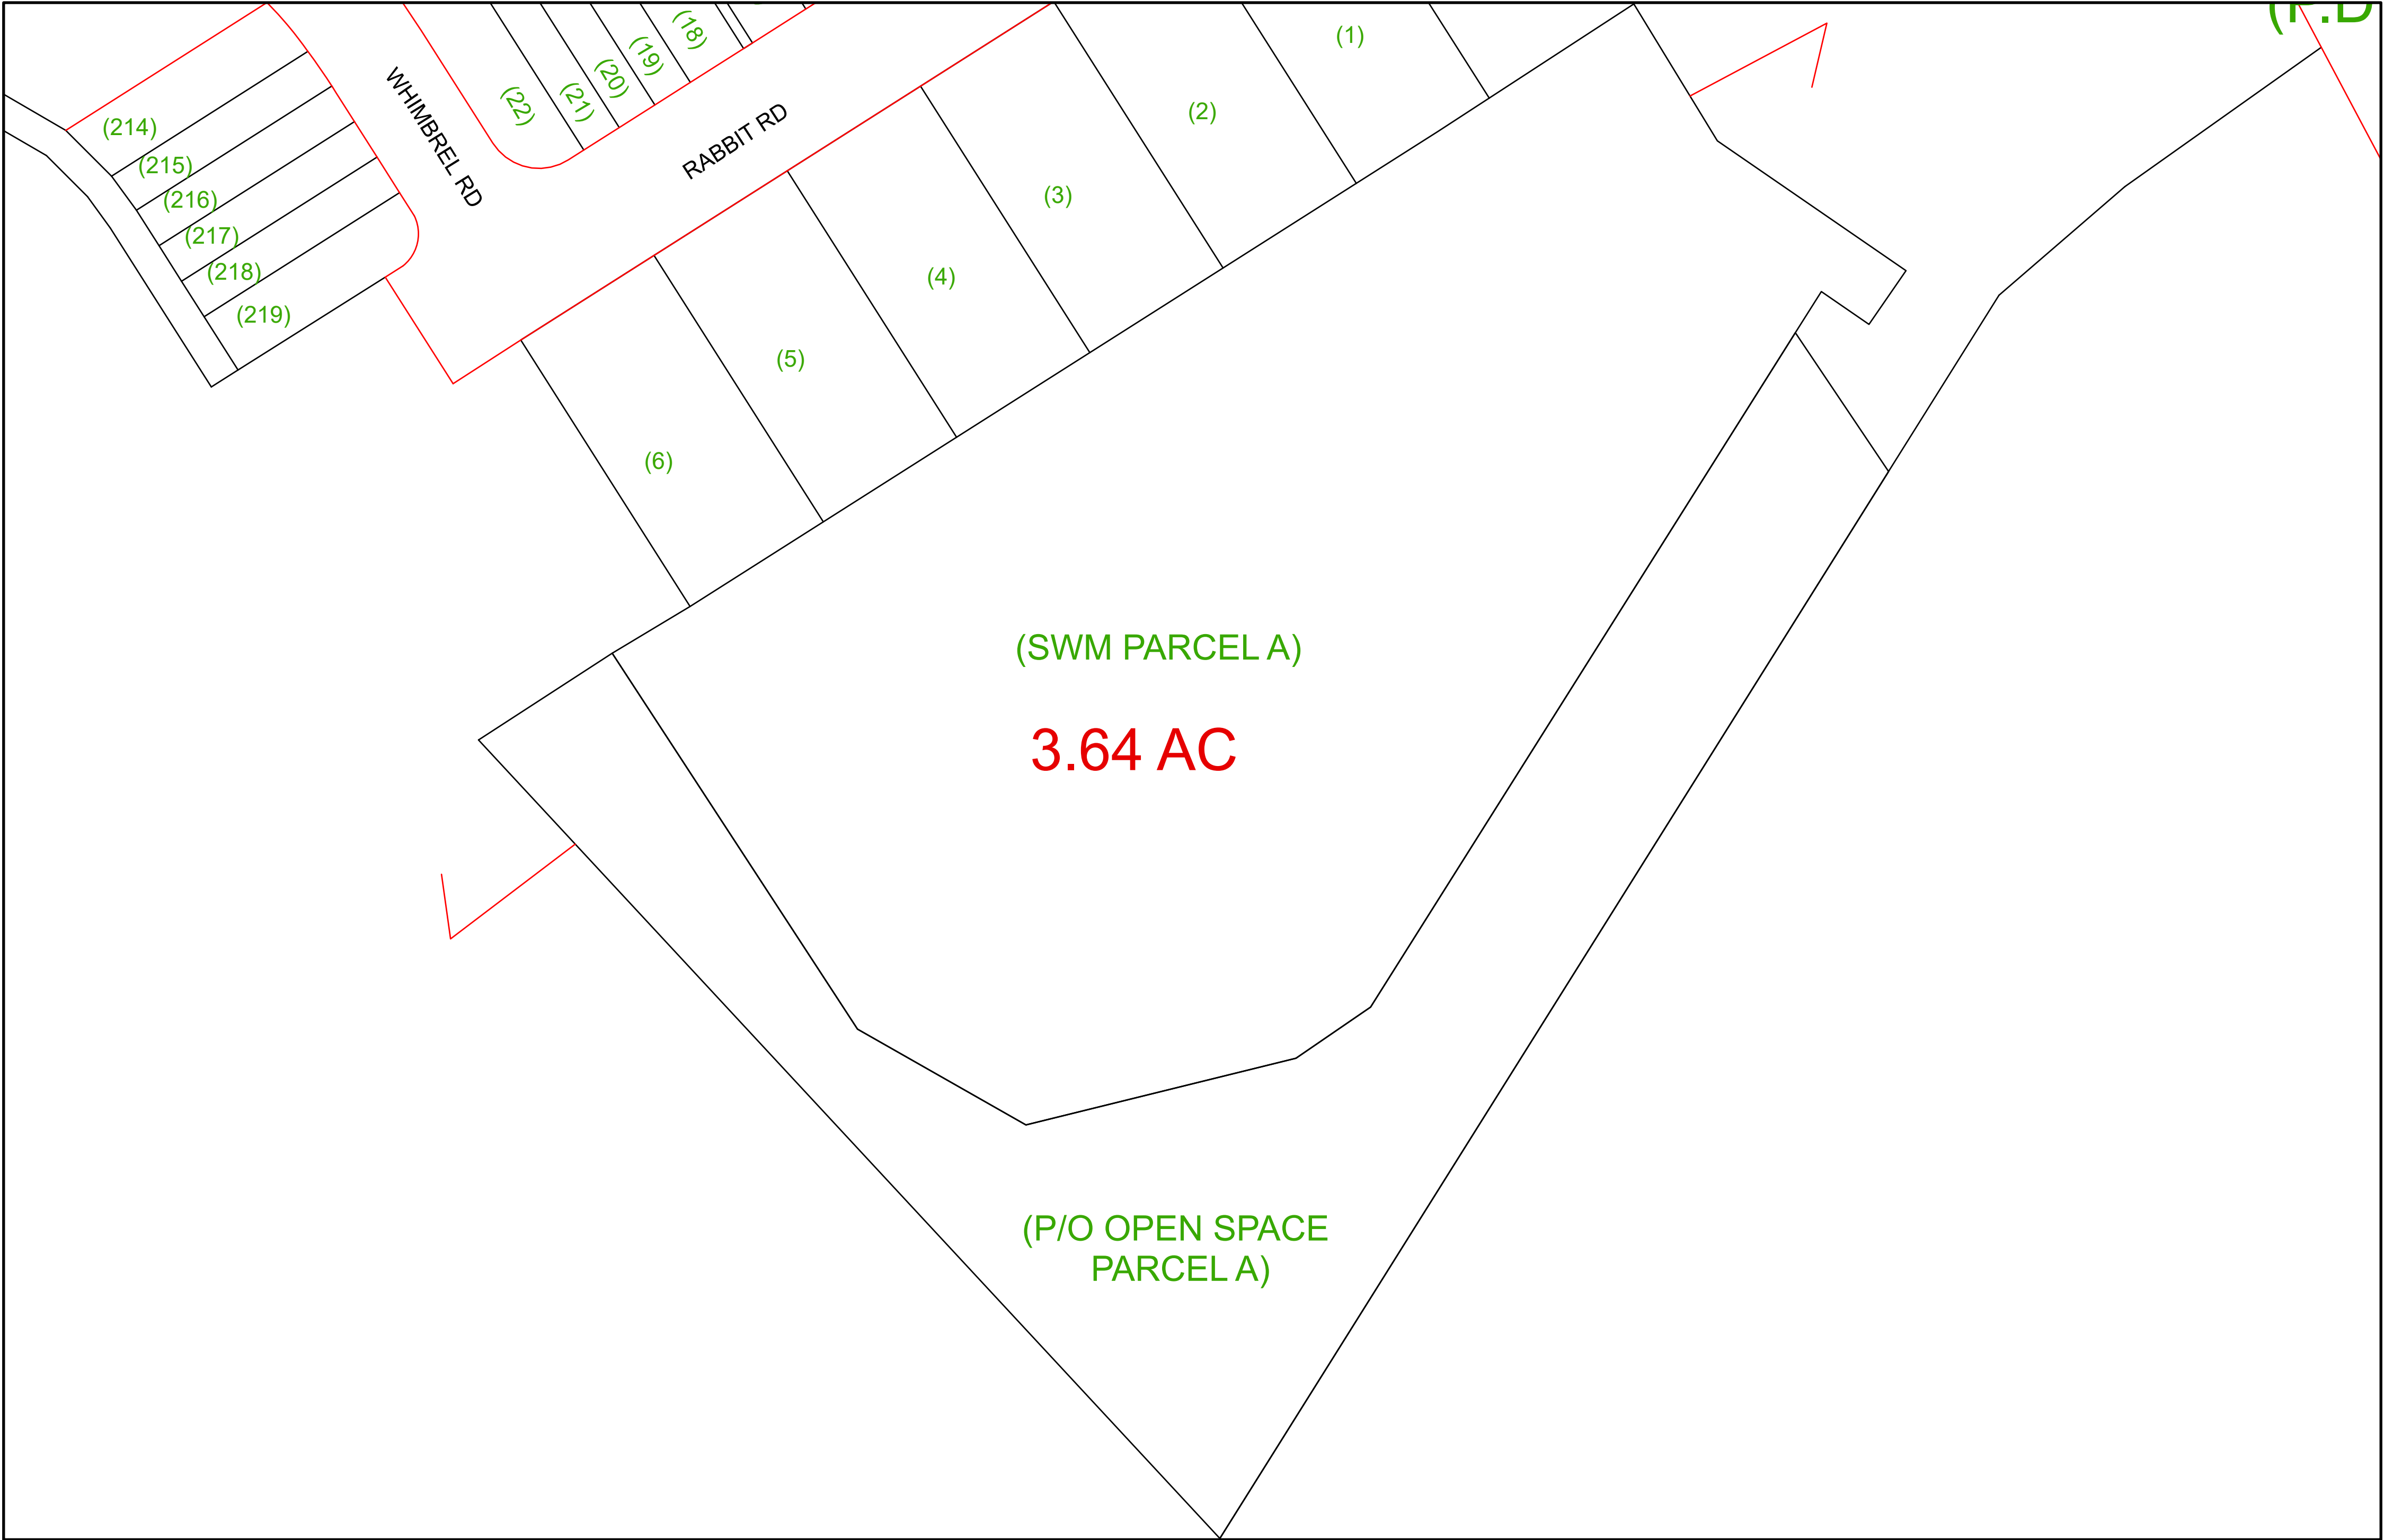 (1)
(18)
(19)
(20)
(21)
(22)
(2)
(214)
(215)
(216)
(217)
(218)
(219)
WHIMBREL RD
RABBIT RD
(3)
(4)
(5)
(6)
(SWM PARCEL A)
3.64 AC
(P/O OPEN SPACE
PARCEL A)